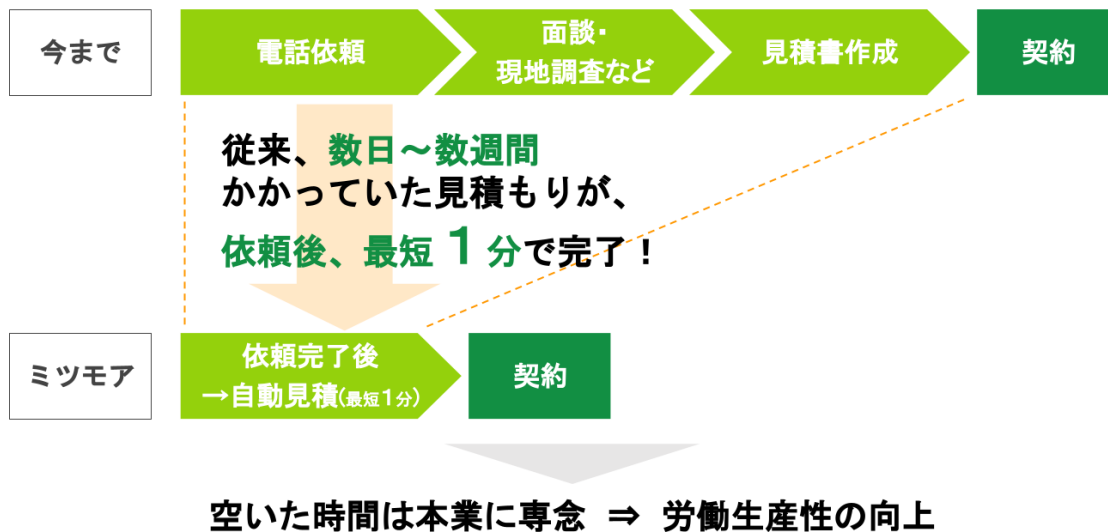 今まで
電話依頼
面談・
現地調査など
見積書作成
契約
従来、数日～数週間
かかっていた見積もりが、
依頼後、最短１分で完了！
ミツモア
依頼完了後
→自動見積(最短１分)
契約
空いた時間は本業に専念 ⇒ 労働生産性の向上